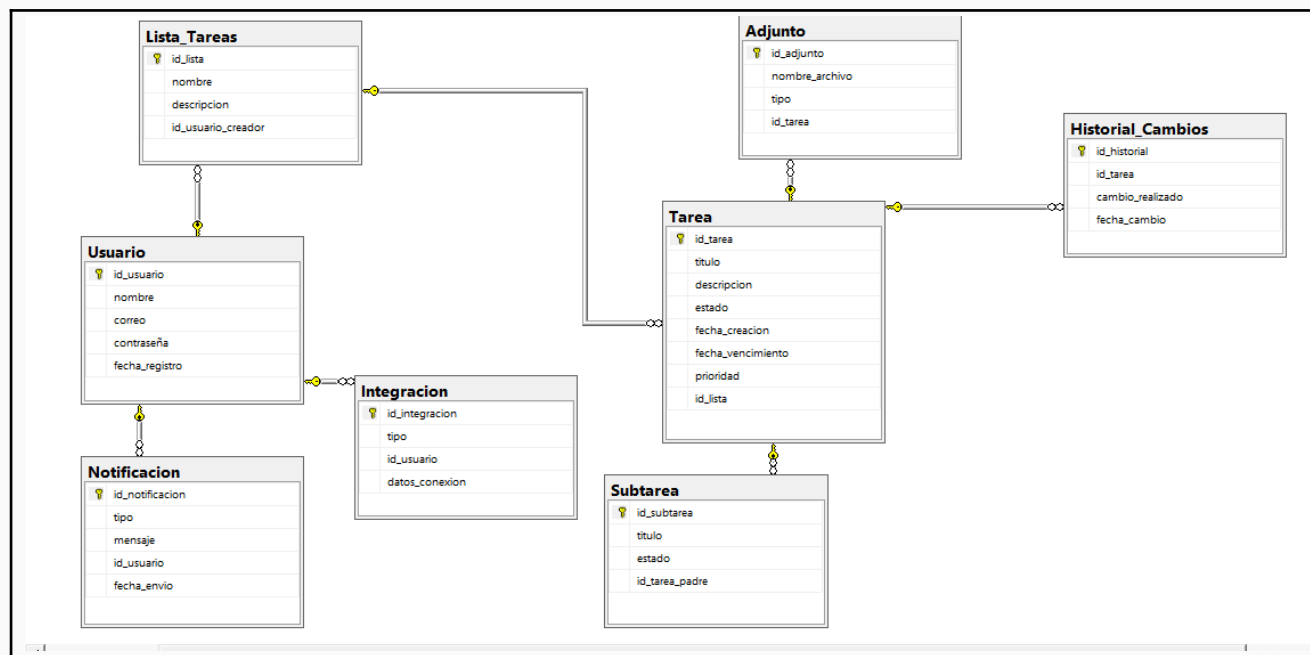 Lista_Tareas
id_lista
nombre
descripcion
id_usuario_creador
Adjunto
id_adjunto
nombre_archivo
tipo
id_tarea
Historial_Cambios
id_historial
id_tarea
cambio_realizado
fecha_cambio
Tarea
id_tarea
titulo
descripcion
estado
fecha_creacion
fecha_vencimiento
prioridad
id_lista
Usuario
id_usuario
nombre
correo
contraseña
fecha_registro
Integracion
id_integracion
tipo
id_usuario
datos_conexion
Notificacion
id_notificacion
tipo
mensaje
id_usuario
fecha_envio
Subtarea
id_subtarea
titulo
estado
id_tarea_padre